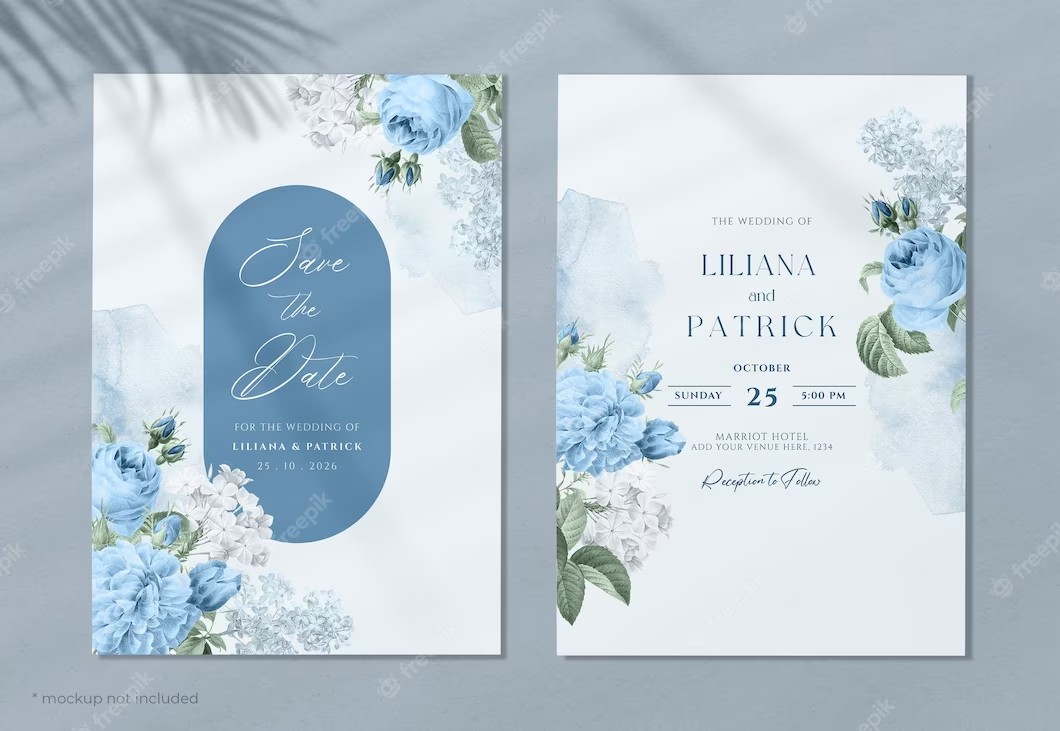 Save
the
Date
FOR THE WEDDING OF
LILIANA & PATRICK
25 . 10 . 2026
THE WEDDING OF
LILIANA
and
PATRICK
OCTOBER
SUNDAY 25 5:00 PM
MARRIOT HOTEL
ADD YOUR VENUE HERE, 1234
Reception to Follow
* mockup not included
freepik